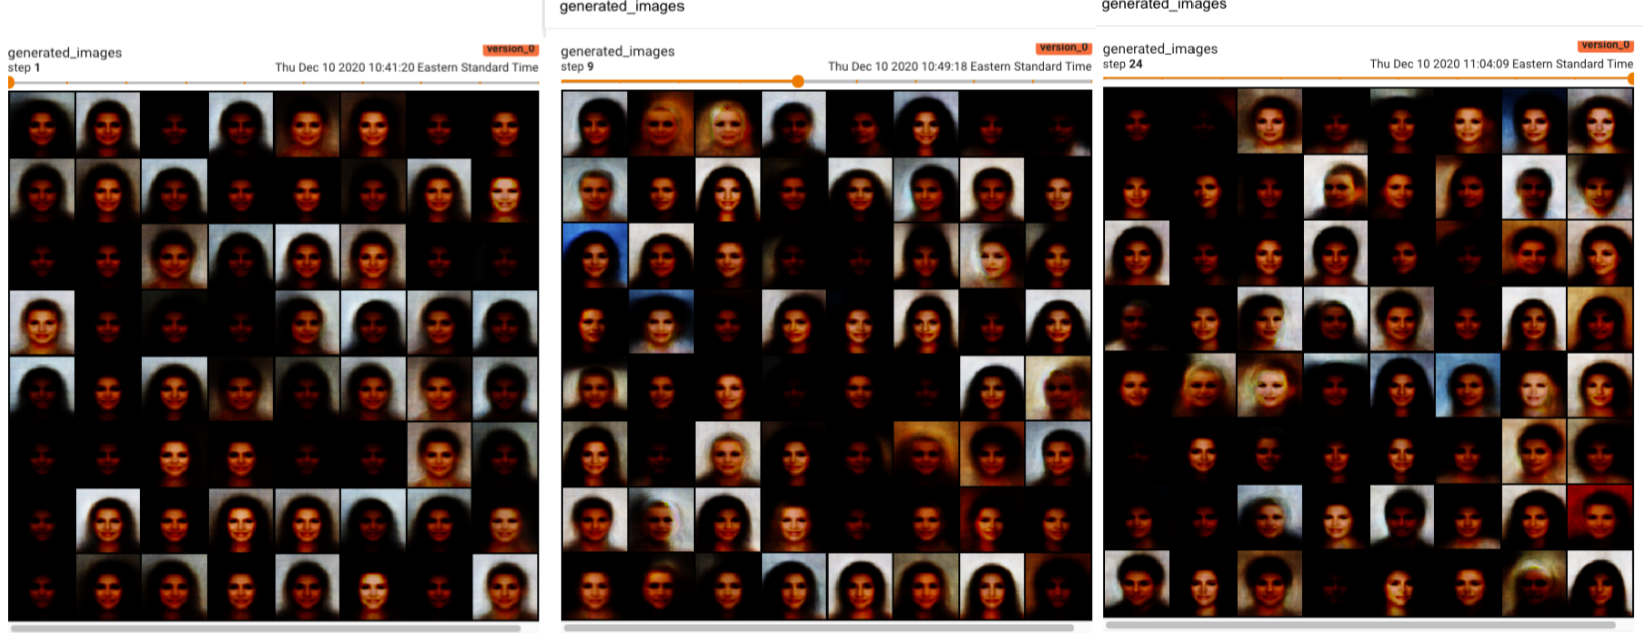 generated_images
version_0
step 1
Thu Dec 10 2020 10:41:20 Eastern Standard Time
generated_images
generated_images
version_0
step 9
Thu Dec 10 2020 10:49:18 Eastern Standard Time
generated_images
generated_images
version_0
step 24
Thu Dec 10 2020 11:04:09 Eastern Standard Time